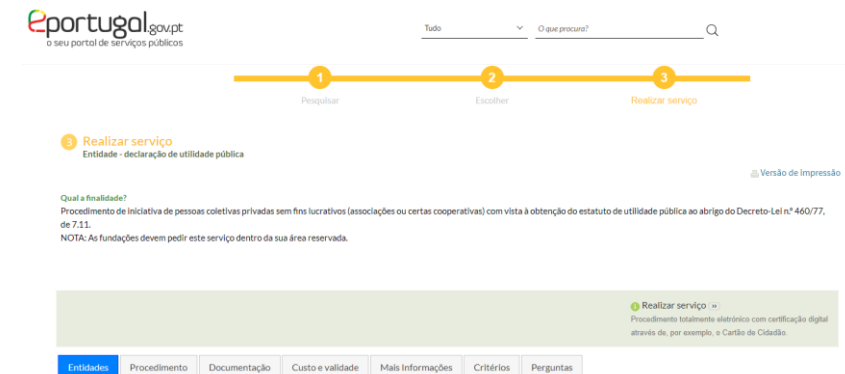 eportugal.gov.pt
o seu portal de serviços públicos
Tudo
O que procura?
1
2
3
Pesquisar
Escolher
Realizar serviço
3 Realizar serviço
Entidade - declaração de utilidade pública
Versão de impressão
Qual a finalidade?
Procedimento de iniciativa de pessoas coletivas privadas sem fins lucrativos (associações ou certas cooperativas) com vista à obtenção do estatuto de utilidade pública ao abrigo do Decreto-Lei n.º 460/77,
de 7.11.
NOTA: As fundações devem pedir este serviço dentro da sua área reservada.
Realizar serviço
Procedimento totalmente eletrónico com certificação digital
através de, por exemplo, o Cartão de Cidadão.
Entidades
Procedimento
Documentação
Custo e validade
Mais Informações
Critérios
Perguntas